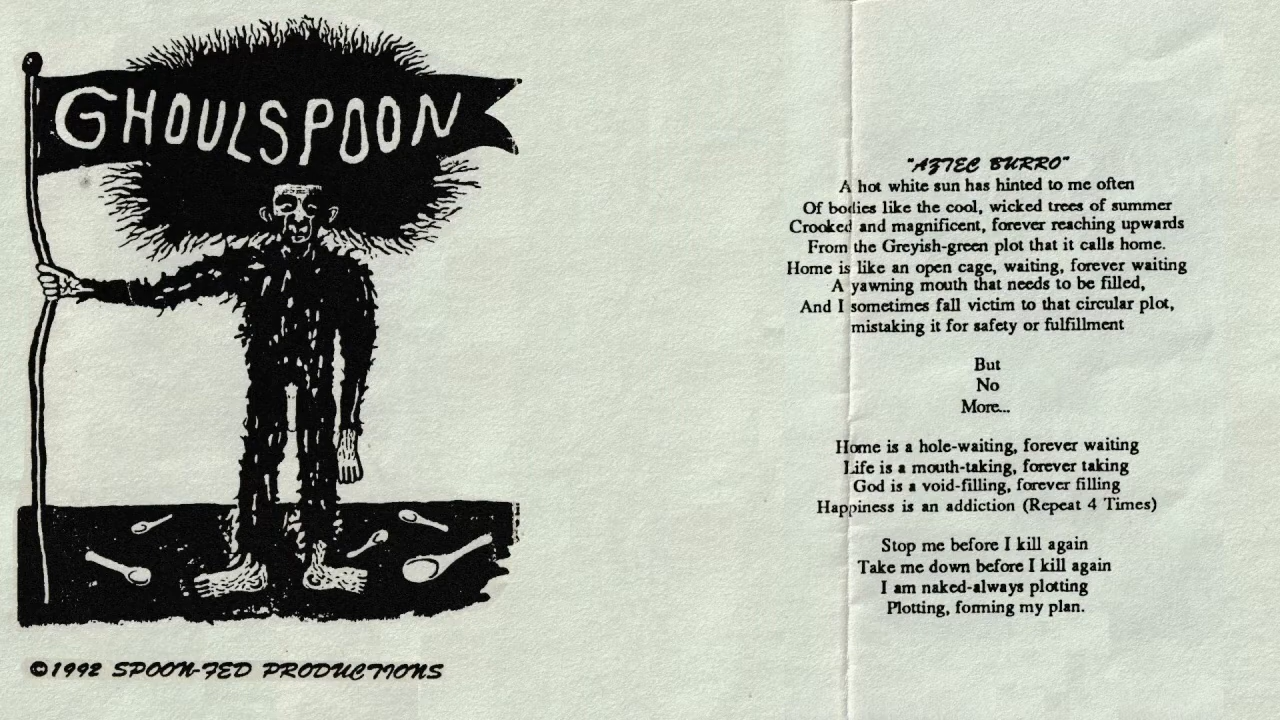 GHOULSPOON
©1992 SPOON-FED PRODUCTIONS
"AZTEC BURRO"
A hot white sun has hinted to me often
Of bodies like the cool, wicked trees of summer
Crooked and magnificent, forever reaching upwards
From the Greyish-green plot that it calls home.
Home is like an open cage, waiting, forever waiting
A yawning mouth that needs to be filled,
And I sometimes fall victim to that circular plot,
mistaking it for safety or fulfillment
But
No
More...
Home is a hole-waiting, forever waiting
Life is a mouth-taking, forever taking
God is a void-filling, forever filling
Happiness is an addiction (Repeat 4 Times)
Stop me before I kill again
Take me down before I kill again
I am naked-always plotting
Plotting, forming my plan.